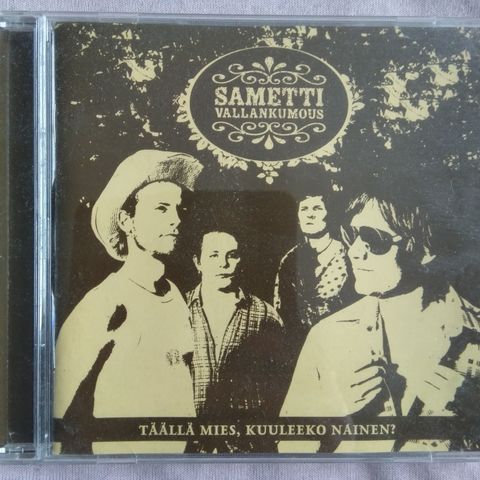 SAMETTI
VALLANKUMOUS
TÄÄLLÄ MIES, KUULEEKO NAINEN?